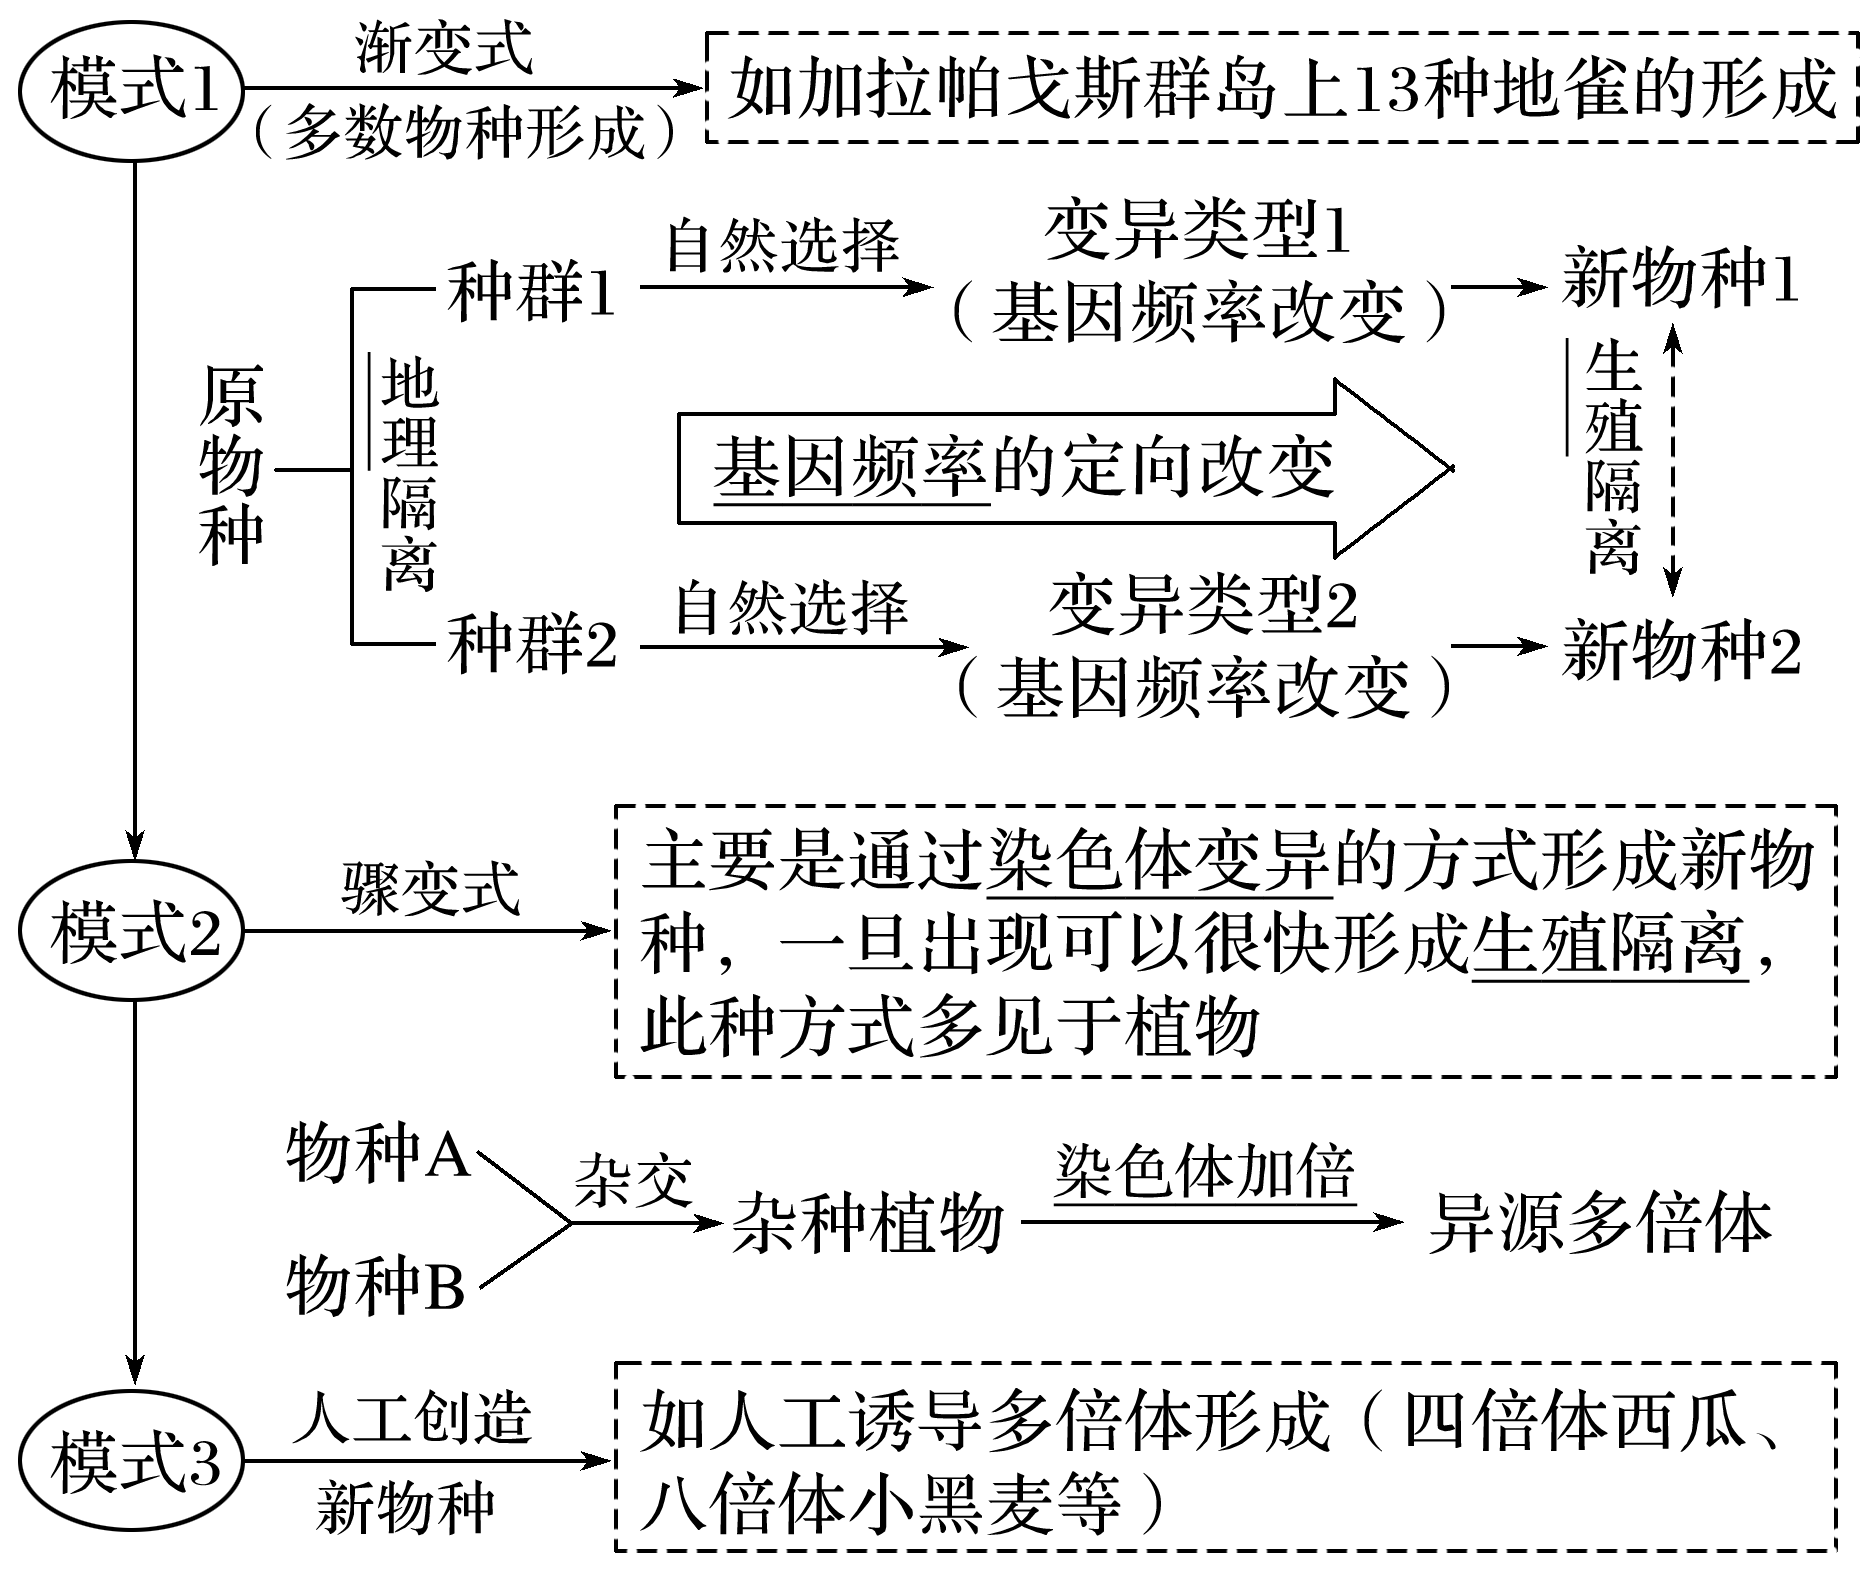 模式1
渐变式
（多数物种形成）
如加拉帕戈斯群岛上13种地雀的形成
原物种
地理隔离
种群1
自然选择
变异类型1
（基因频率改变）
新物种1
基因频率的定向改变
生殖隔离
种群2
自然选择
变异类型2
（基因频率改变）
新物种2
模式2
骤变式
主要是通过染色体变异的方式形成新物
种，一旦出现可以很快形成生殖隔离，
此种方式多见于植物
物种A
物种B
杂交
杂种植物
染色体加倍
异源多倍体
模式3
人工创造
新物种
如人工诱导多倍体形成（四倍体西瓜、
八倍体小黑麦等）